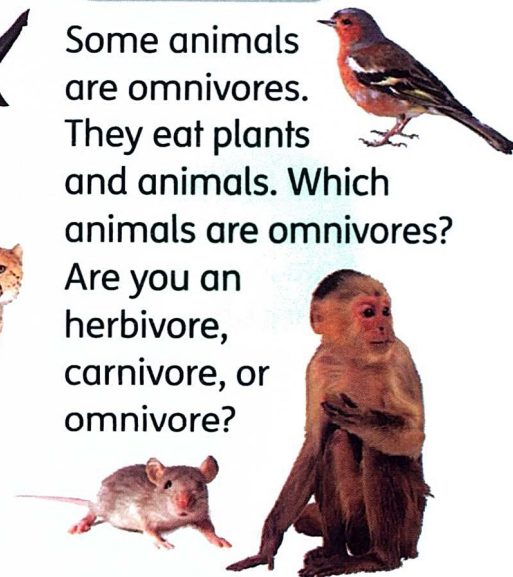 Some animals
are omnivores.
They eat plants
and animals. Which
animals are omnivores?
Are you an
herbivore,
carnivore, or
omnivore?